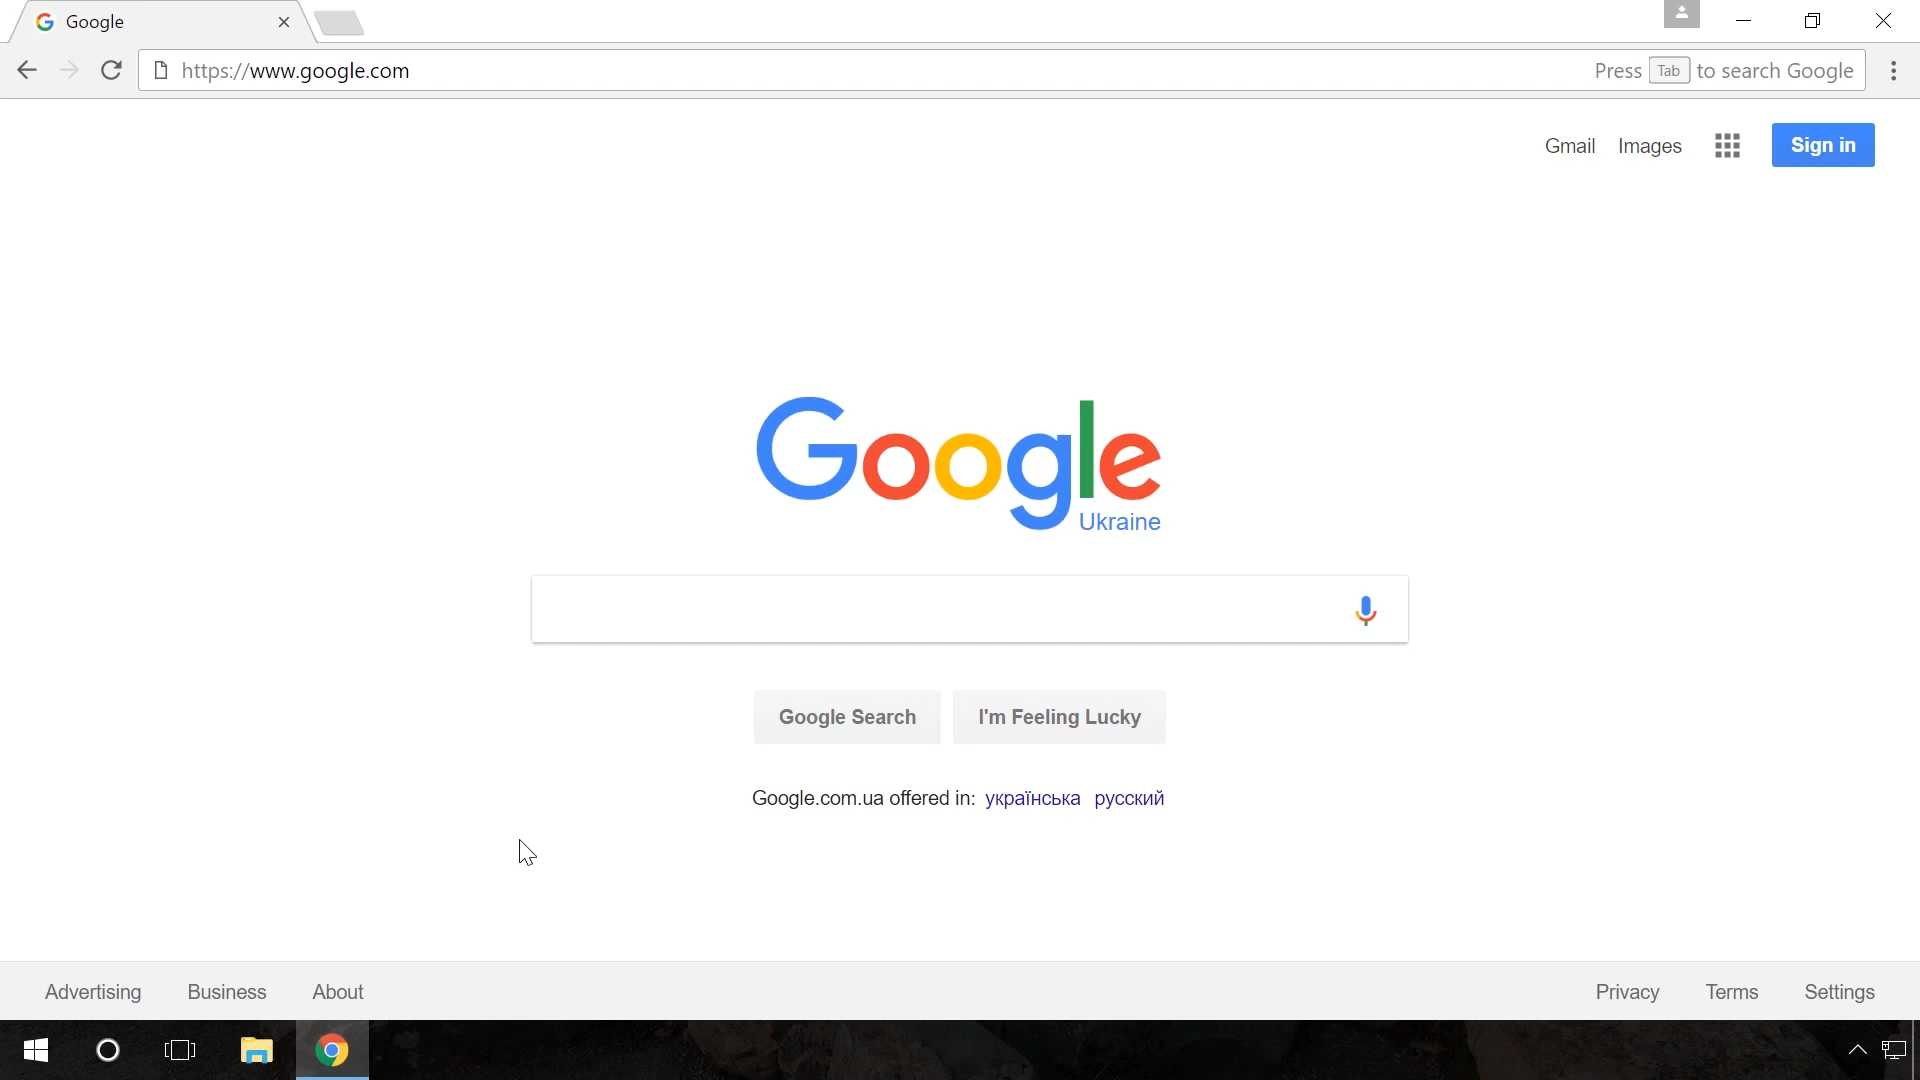 Google
https://www.google.com
Press Tab to search Google
Gmail Images Sign in
Google
Ukraine
Google Search I'm Feeling Lucky
Google.com.ua offered in: українська русский
Advertising Business About Privacy Terms Settings